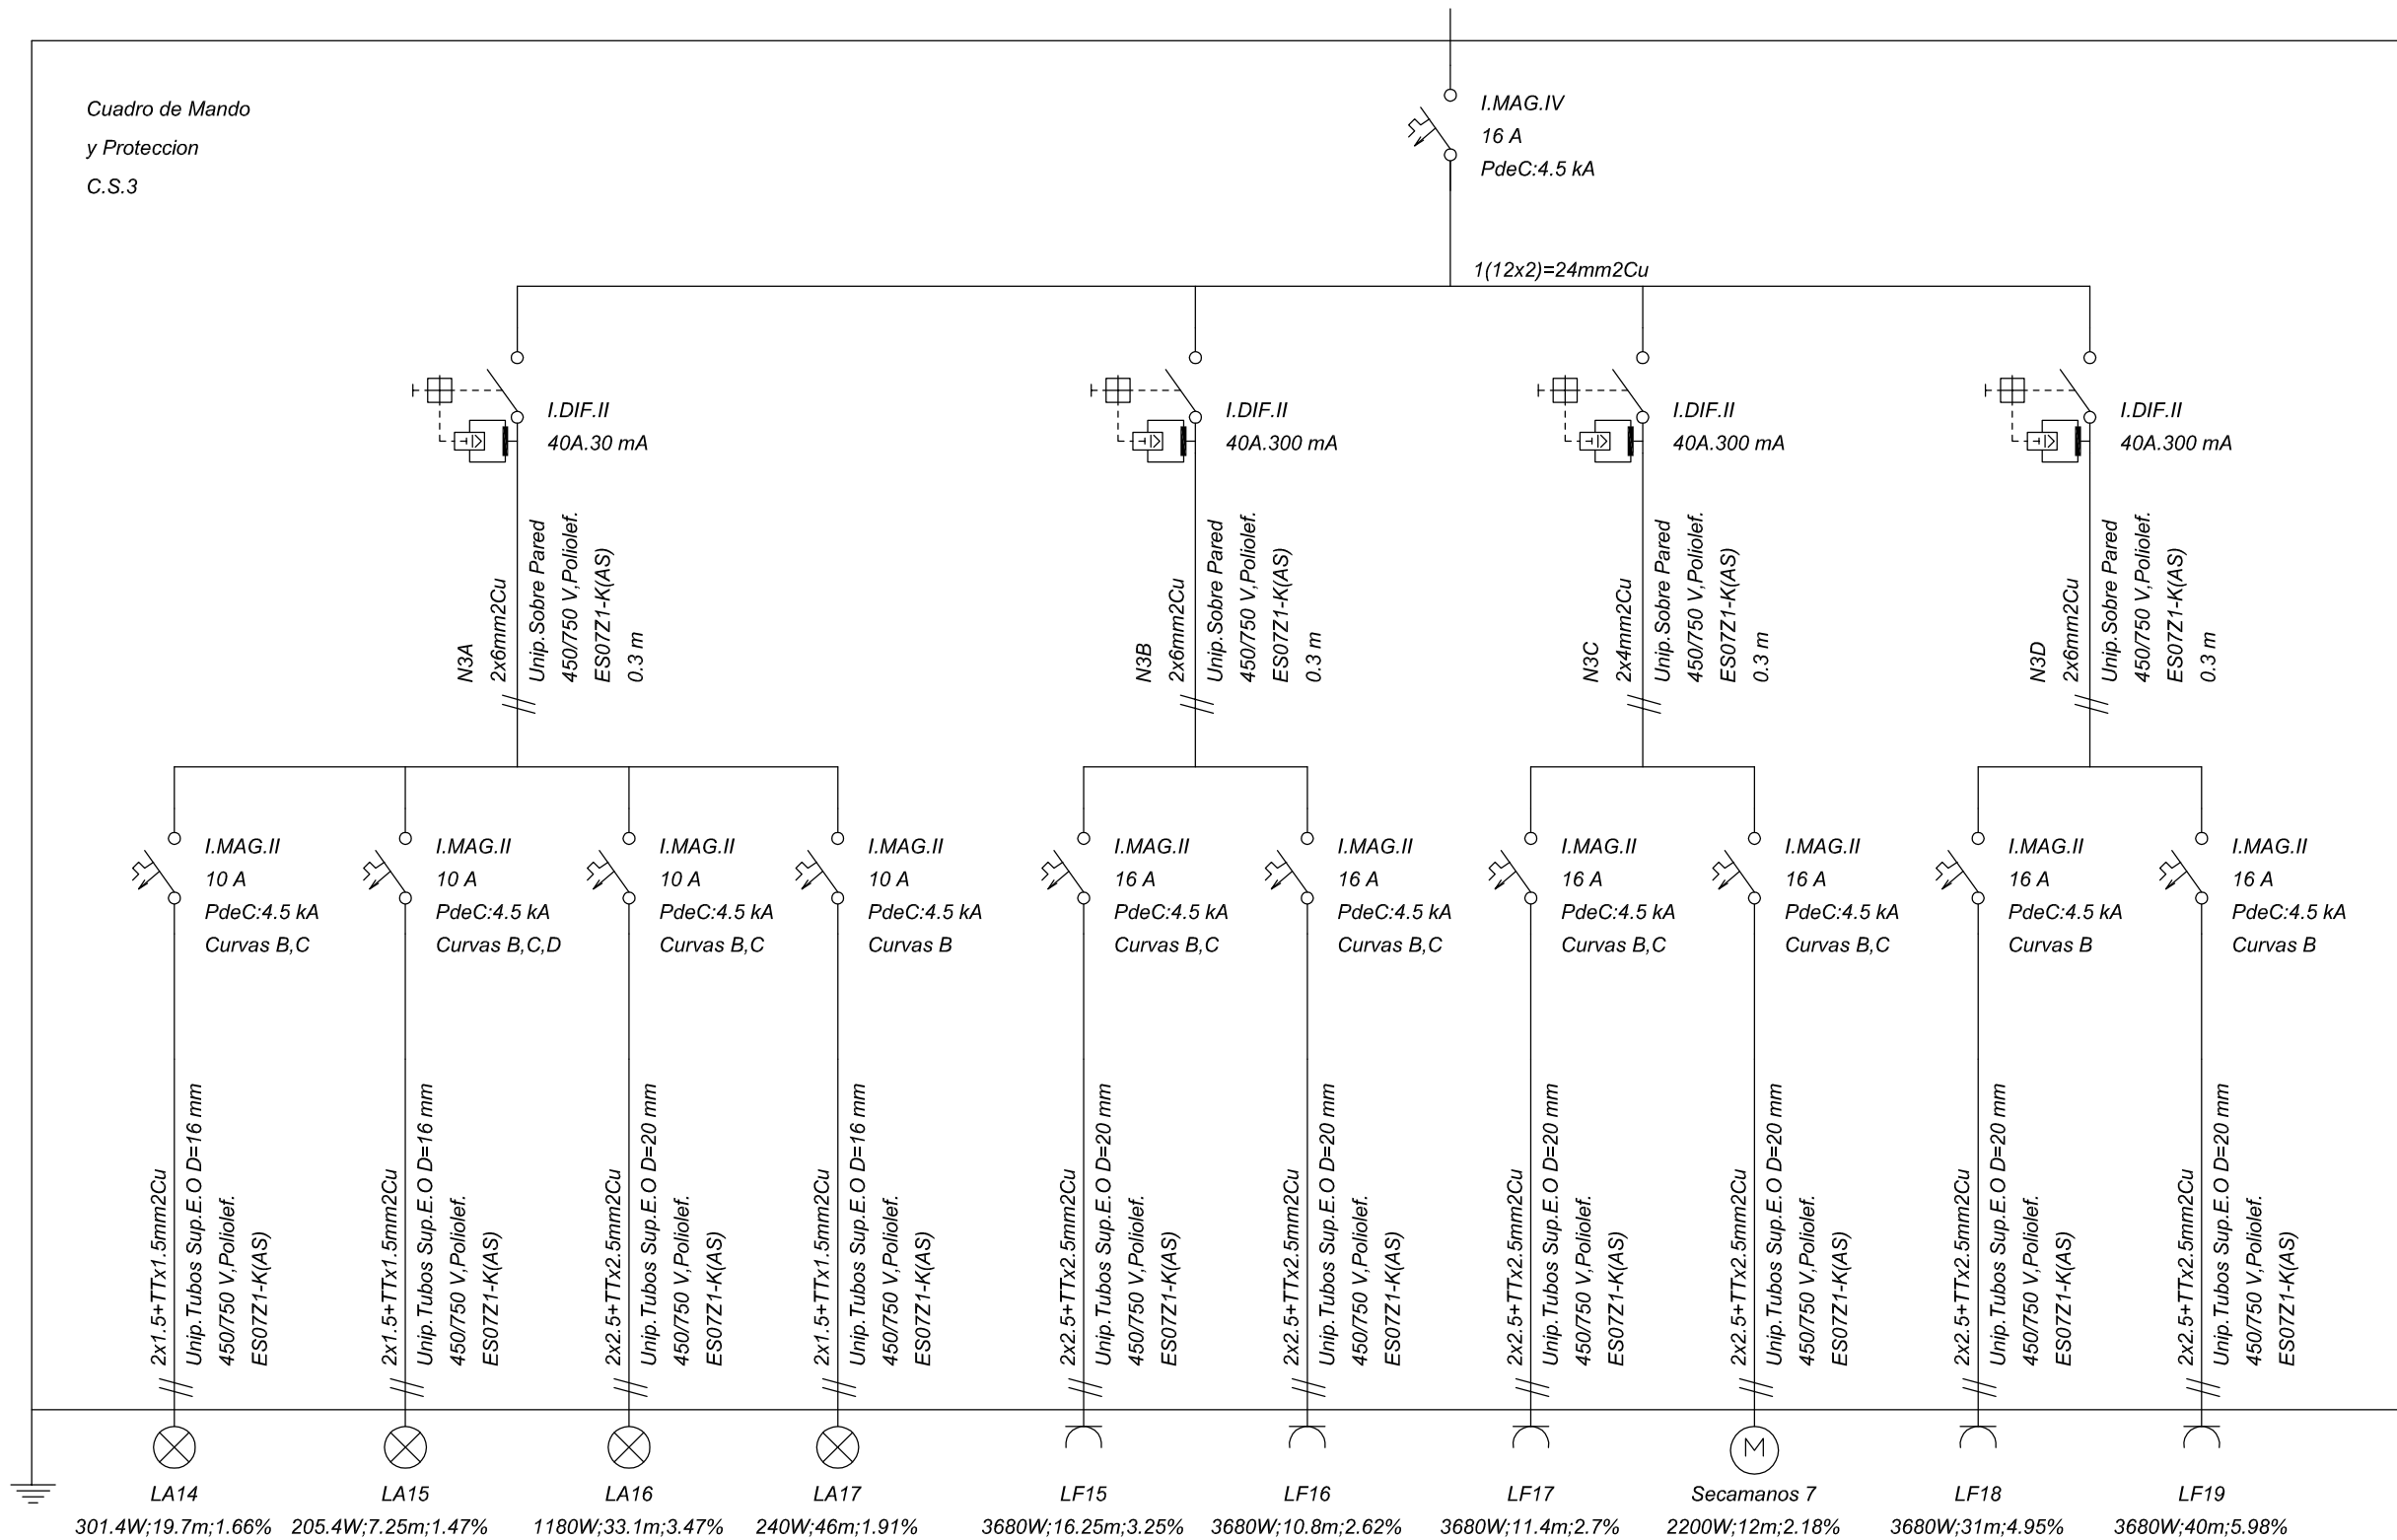 Cuadro de Mando
y Proteccion
C.S.3
I.MAG.IV
16 A
PdeC:4.5 kA
1(12x2)=24mm2Cu
I.DIF.II
40A.30 mA
I.DIF.II
40A.300 mA
I.DIF.II
40A.300 mA
I.DIF.II
40A.300 mA
N3A
2x6mm2Cu
Unip.Sobre Pared
450/750 V,Poliolef.
ES07Z1-K(AS)
0.3 m
N3B
2x6mm2Cu
Unip.Sobre Pared
450/750 V,Poliolef.
ES07Z1-K(AS)
0.3 m
N3C
2x4mm2Cu
Unip.Sobre Pared
450/750 V,Poliolef.
ES07Z1-K(AS)
0.3 m
N3D
2x6mm2Cu
Unip.Sobre Pared
450/750 V,Poliolef.
ES07Z1-K(AS)
0.3 m
I.MAG.II
10 A
PdeC:4.5 kA
Curvas B,C
I.MAG.II
10 A
PdeC:4.5 kA
Curvas B,C,D
I.MAG.II
10 A
PdeC:4.5 kA
Curvas B,C
I.MAG.II
10 A
PdeC:4.5 kA
Curvas B
I.MAG.II
16 A
PdeC:4.5 kA
Curvas B,C
I.MAG.II
16 A
PdeC:4.5 kA
Curvas B,C
I.MAG.II
16 A
PdeC:4.5 kA
Curvas B,C
I.MAG.II
16 A
PdeC:4.5 kA
Curvas B,C
I.MAG.II
16 A
PdeC:4.5 kA
Curvas B
I.MAG.II
16 A
PdeC:4.5 kA
Curvas B
2x1.5+TTx1.5mm2Cu
Unip.Tubos Sup.E.O D=16 mm
450/750 V,Poliolef.
ES07Z1-K(AS)
2x1.5+TTx1.5mm2Cu
Unip.Tubos Sup.E.O D=16 mm
450/750 V,Poliolef.
ES07Z1-K(AS)
2x2.5+TTx2.5mm2Cu
Unip.Tubos Sup.E.O D=20 mm
450/750 V,Poliolef.
ES07Z1-K(AS)
2x1.5+TTx1.5mm2Cu
Unip.Tubos Sup.E.O D=16 mm
450/750 V,Poliolef.
ES07Z1-K(AS)
2x2.5+TTx2.5mm2Cu
Unip.Tubos Sup.E.O D=20 mm
450/750 V,Poliolef.
ES07Z1-K(AS)
2x2.5+TTx2.5mm2Cu
Unip.Tubos Sup.E.O D=20 mm
450/750 V,Poliolef.
ES07Z1-K(AS)
2x2.5+TTx2.5mm2Cu
Unip.Tubos Sup.E.O D=20 mm
450/750 V,Poliolef.
ES07Z1-K(AS)
2x2.5+TTx2.5mm2Cu
Unip.Tubos Sup.E.O D=20 mm
450/750 V,Poliolef.
ES07Z1-K(AS)
2x2.5+TTx2.5mm2Cu
Unip.Tubos Sup.E.O D=20 mm
450/750 V,Poliolef.
ES07Z1-K(AS)
2x2.5+TTx2.5mm2Cu
Unip.Tubos Sup.E.O D=20 mm
450/750 V,Poliolef.
ES07Z1-K(AS)
M
LA14
301.4W;19.7m;1.66%
LA15
205.4W;7.25m;1.47%
LA16
1180W;33.1m;3.47%
LA17
240W;46m;1.91%
LF15
3680W;16.25m;3.25%
LF16
3680W;10.8m;2.62%
LF17
3680W;11.4m;2.7%
Secamanos 7
2200W;12m;2.18%
LF18
3680W;31m;4.95%
LF19
3680W;40m;5.98%